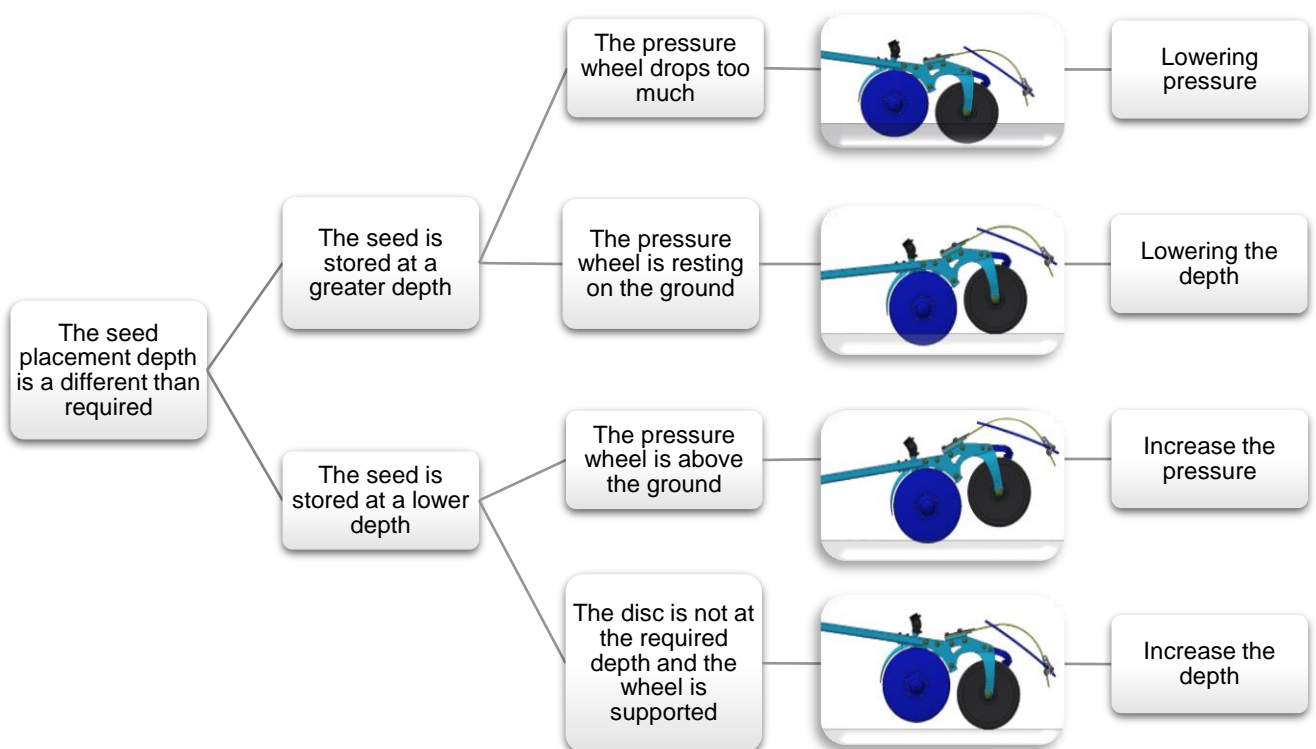 The seed
placement depth
is a different than
required
The seed is
stored at a
greater depth
The pressure
wheel drops too
much
Lowering
pressure
The pressure
wheel is resting
on the ground
Lowering the
depth
The seed is
stored at a lower
depth
The pressure
wheel is above
the ground
Increase the
pressure
The disc is not at
the required
depth and the
wheel is
supported
Increase the
depth